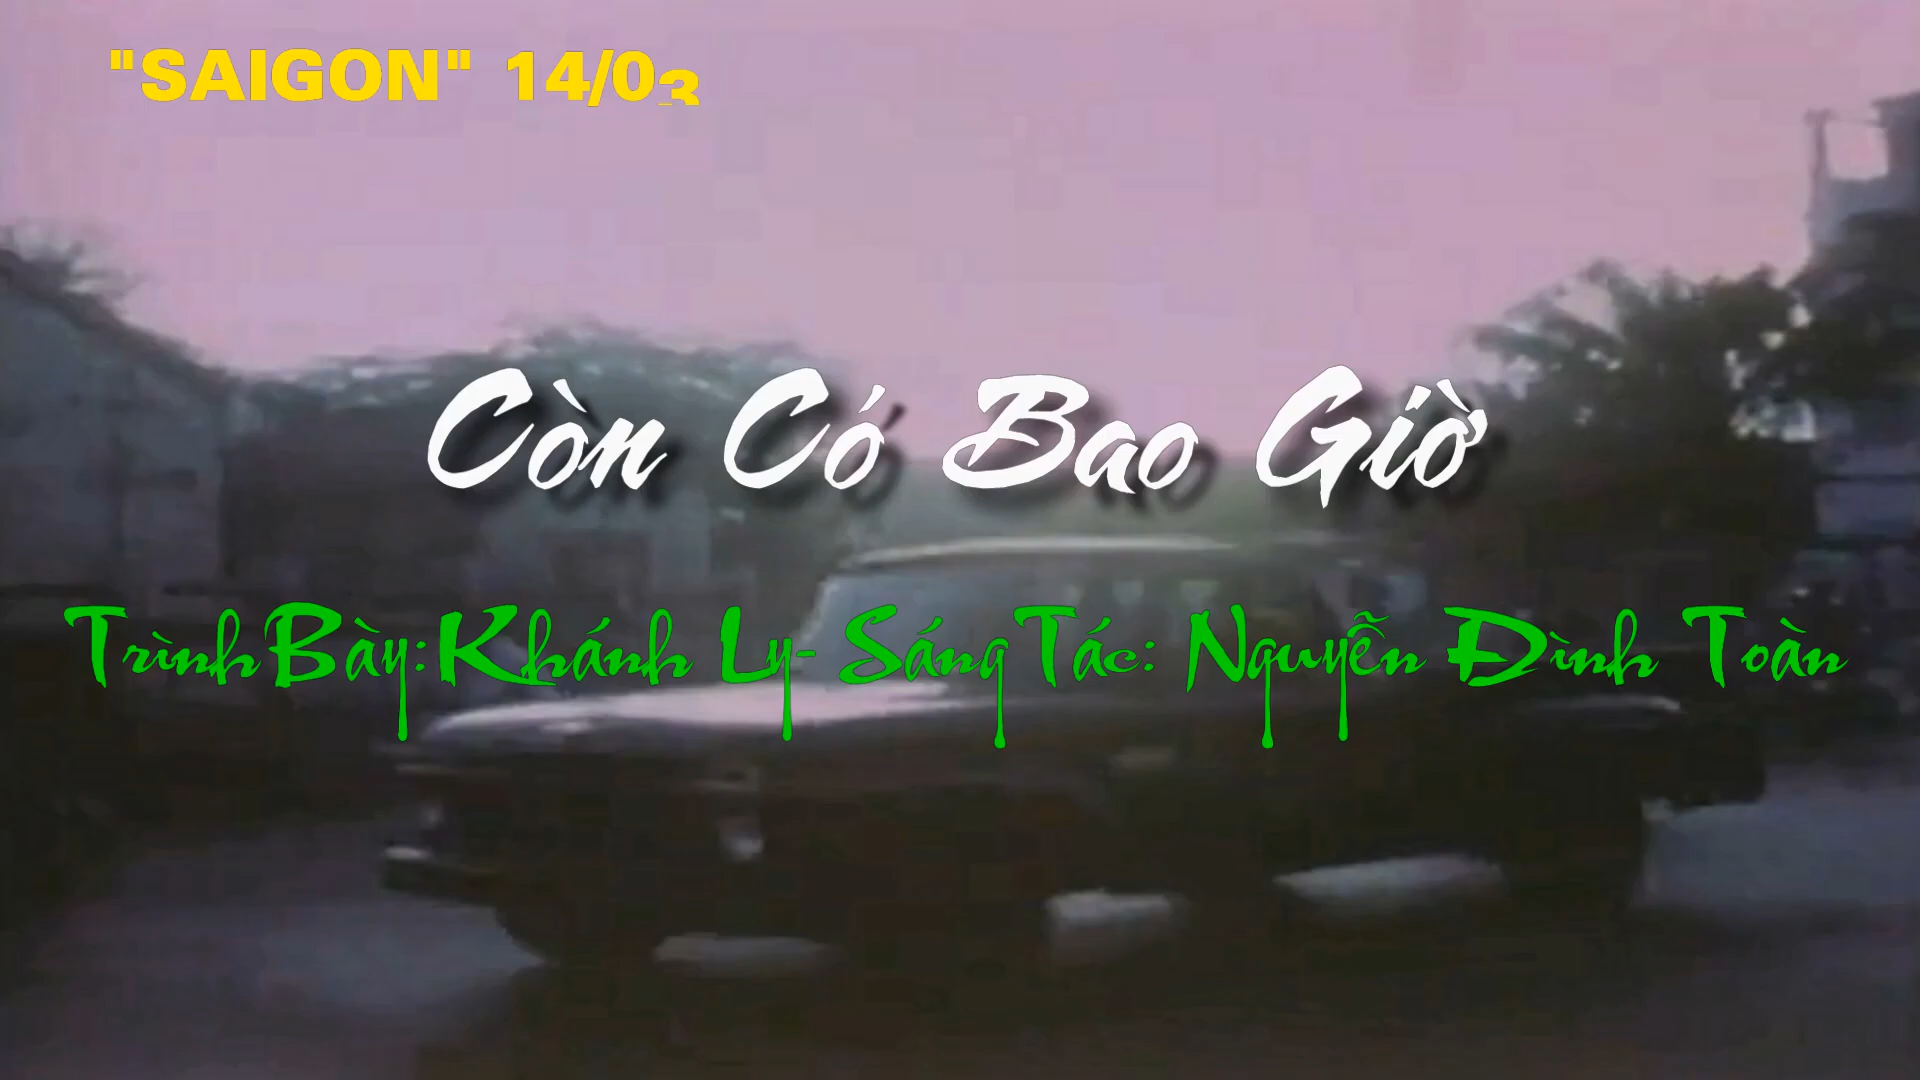 "SAIGON" 14/03
Còn Có Bao Giờ
Trình Bày: Khánh Ly - Sáng Tác: Nguyễn Đình Toàn